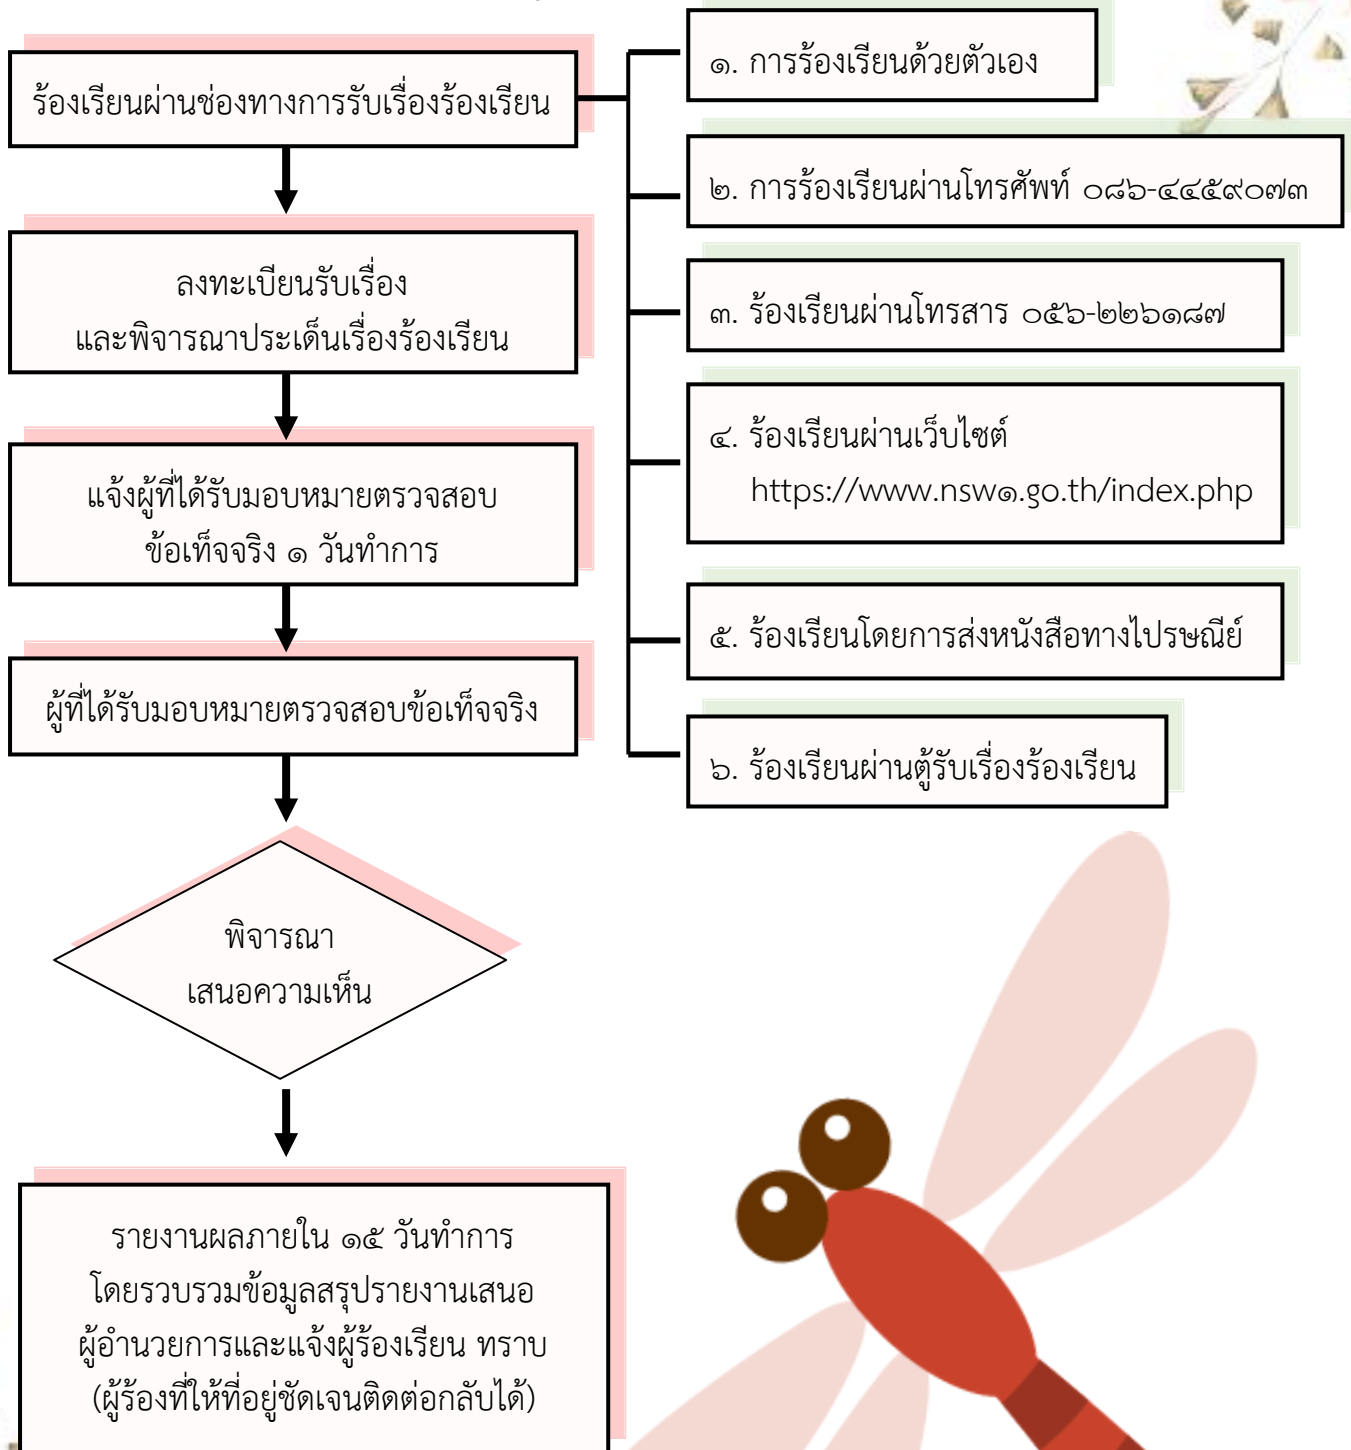 ร้องเรียนผ่านช่องทางการรับเรื่องร้องเรียน
ลงทะเบียนรับเรื่อง
และพิจารณาประเด็นเรื่องร้องเรียน
แจ้งผู้ที่ได้รับมอบหมายตรวจสอบ
ข้อเท็จจริง ๑ วันทำการ
ผู้ที่ได้รับมอบหมายตรวจสอบข้อเท็จจริง
พิจารณา
เสนอความเห็น
รายงานผลภายใน ๑๕ วันทำการ
โดยรวบรวมข้อมูลสรุปรายงานเสนอ
ผู้อำนวยการและแจ้งผู้ร้องเรียน ทราบ
(ผู้ร้องที่ให้ที่อยู่ชัดเจนติดต่อกลับได้)
๑. การร้องเรียนด้วยตัวเอง
๒. การร้องเรียนผ่านโทรศัพท์ ๐๘๖-๔๔๕๙๐๗๓
๓. ร้องเรียนผ่านโทรสาร ๐๕๖-๒๒๖๑๘๗
๔. ร้องเรียนผ่านเว็บไซต์
https://www.nsw๑.go.th/index.php
๕. ร้องเรียนโดยการส่งหนังสือทางไปรษณีย์
๖. ร้องเรียนผ่านตู้รับเรื่องร้องเรียน